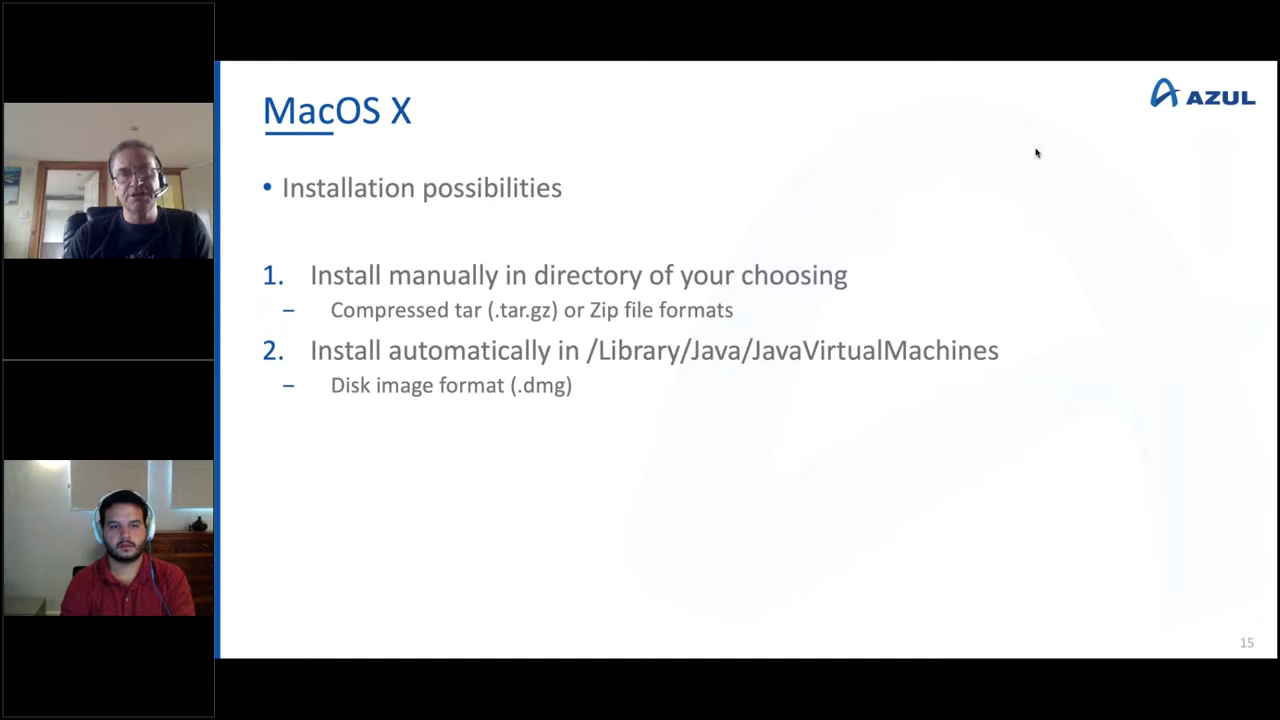 MacOS X
AZUL
• Installation possibilities
1. Install manually in directory of your choosing
– Compressed tar (.tar.gz) or Zip file formats
2. Install automatically in /Library/Java/JavaVirtualMachines
– Disk image format (.dmg)
15